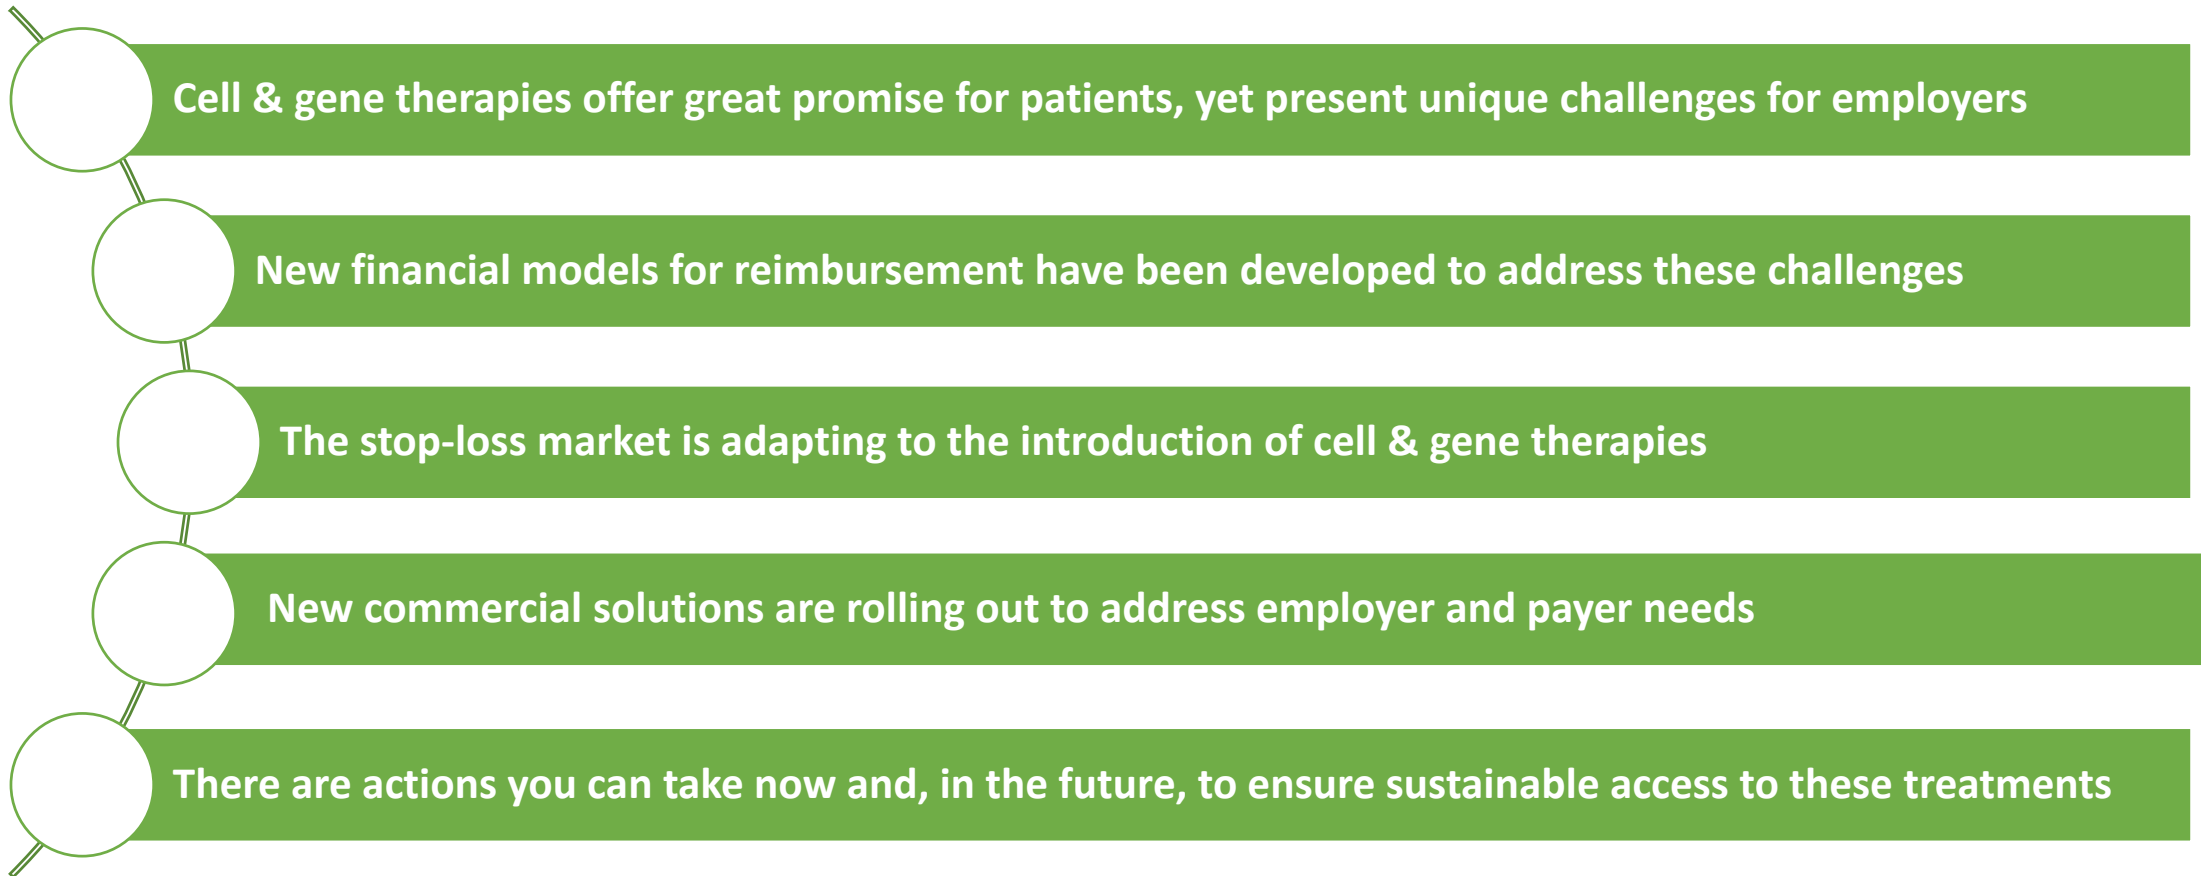 Cell & gene therapies offer great promise for patients, yet present unique challenges for employers
New financial models for reimbursement have been developed to address these challenges
The stop-loss market is adapting to the introduction of cell & gene therapies
New commercial solutions are rolling out to address employer and payer needs
There are actions you can take now and, in the future, to ensure sustainable access to these treatments